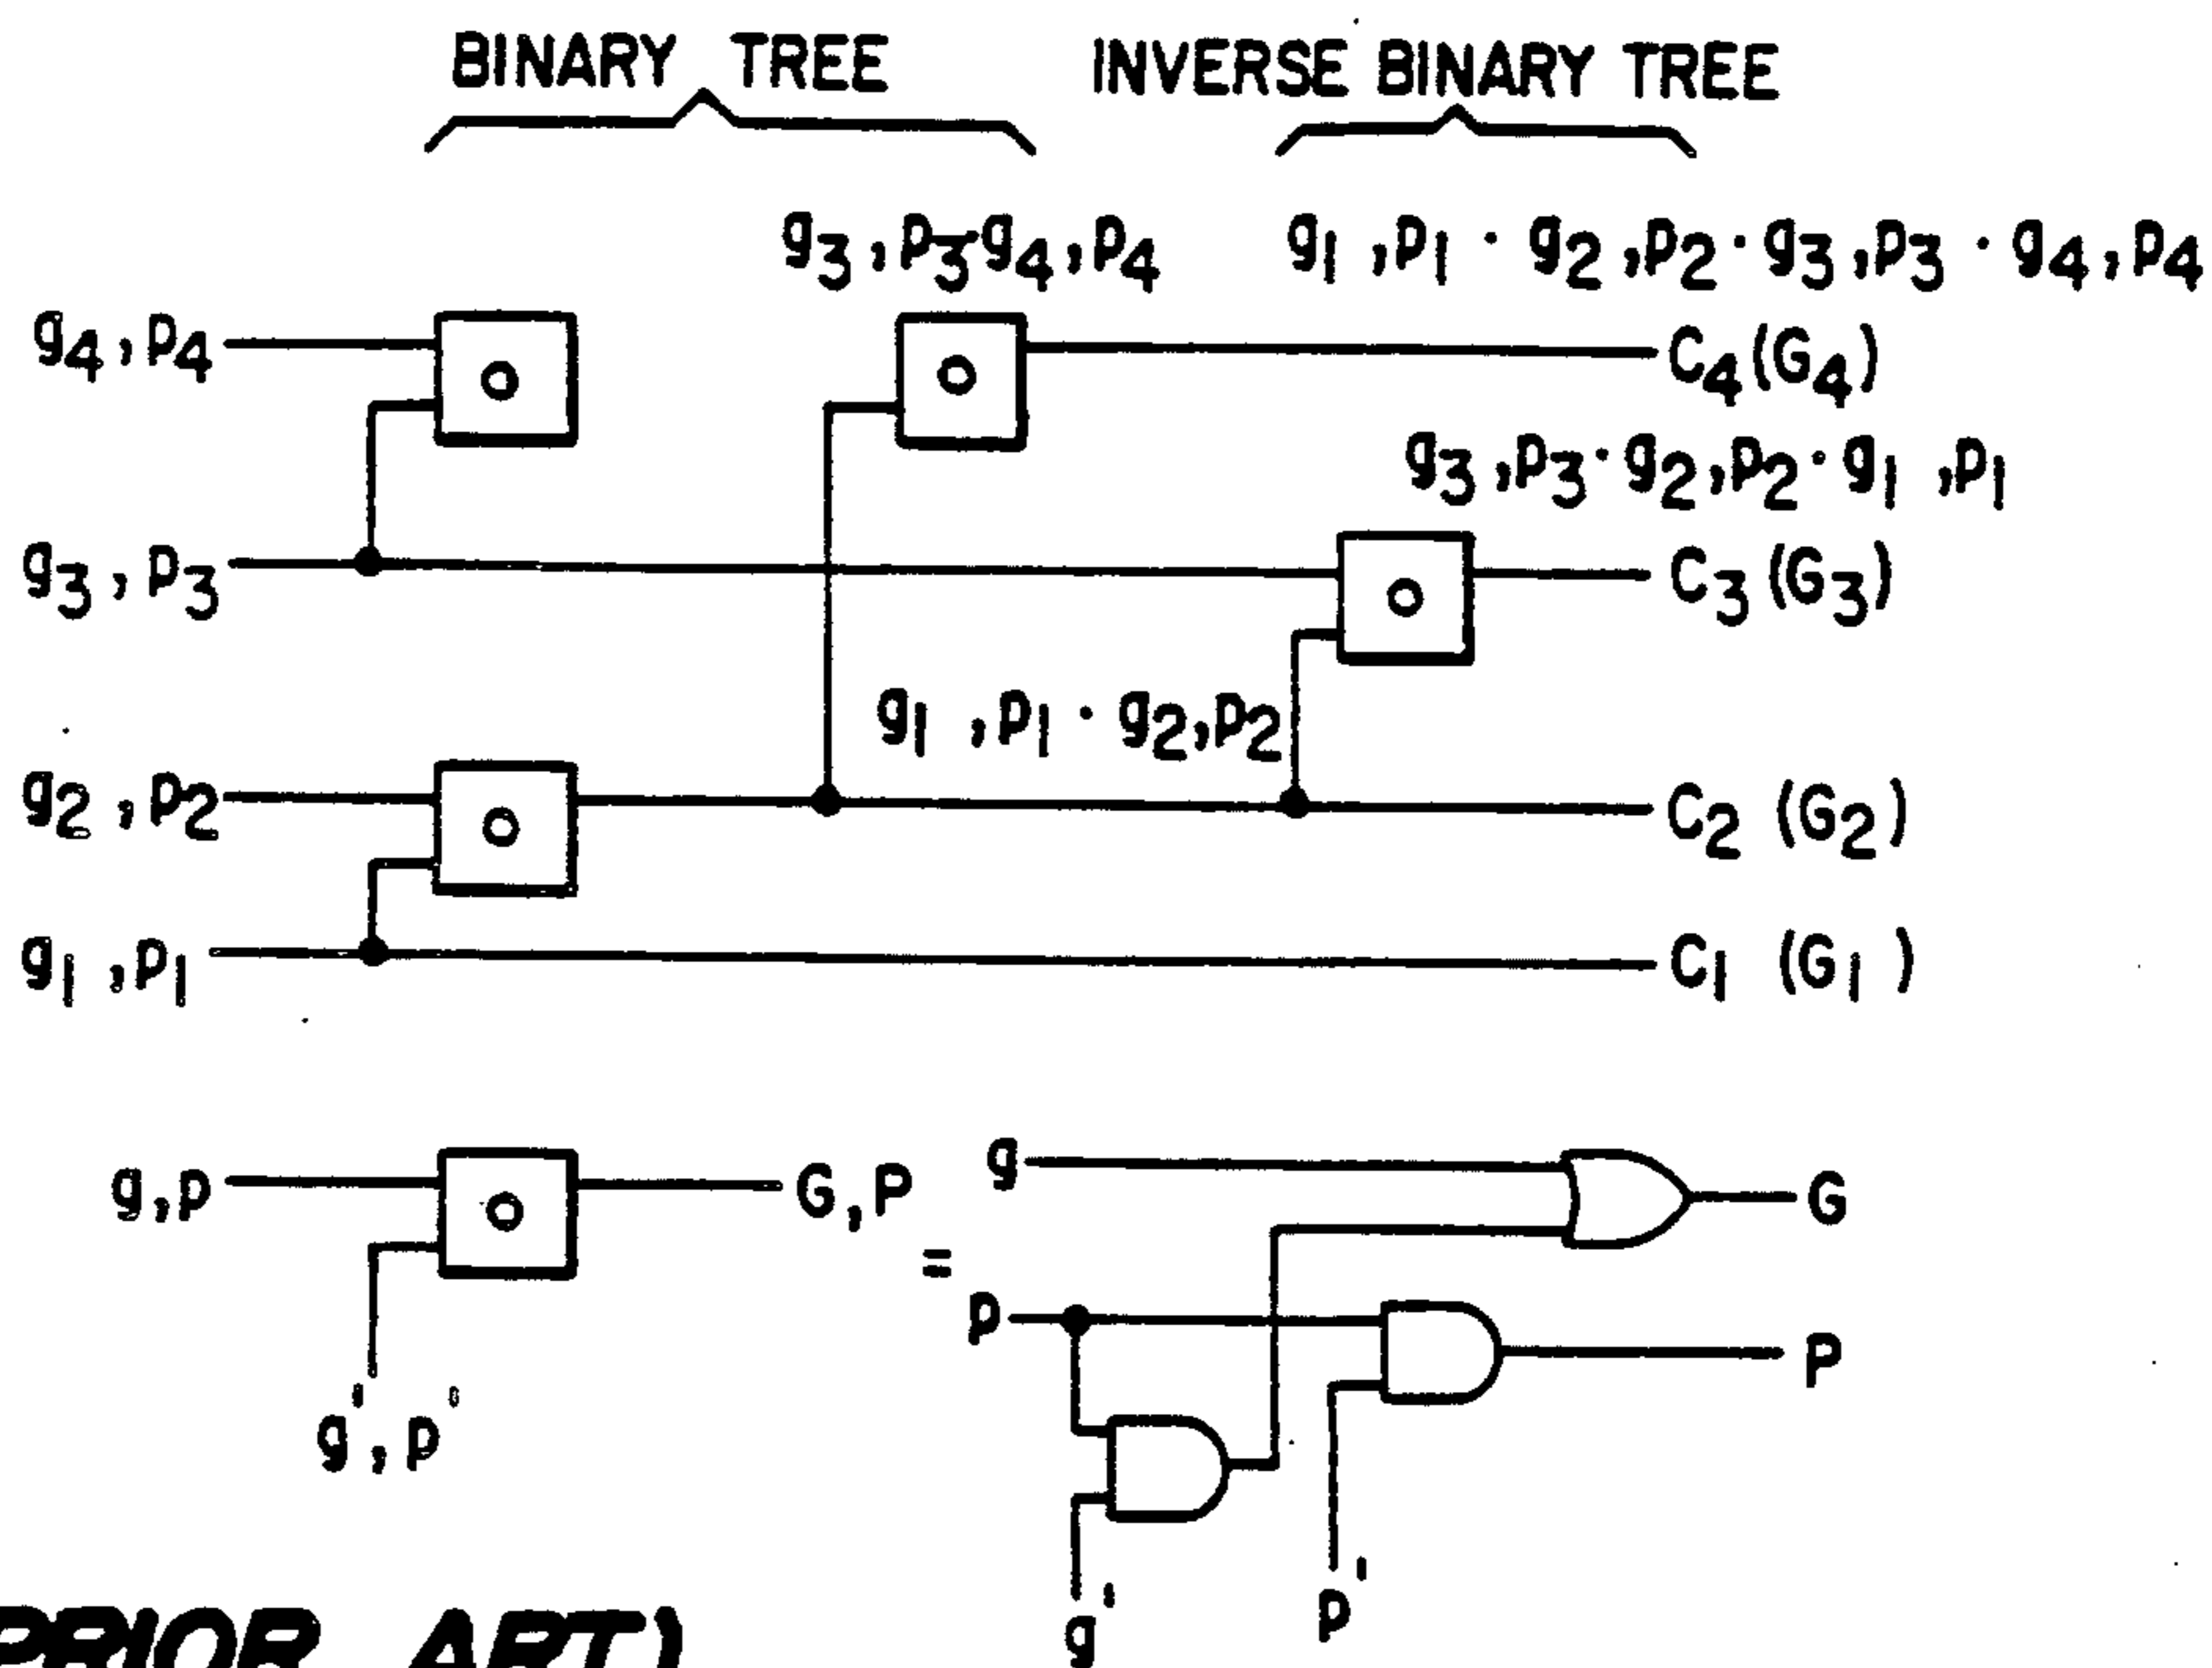 BINARY TREE
INVERSE BINARY TREE
g3,p3·g4,p4
g1,p1·g2,p2·g3,p3·g4,p4
g4,p4
C4(G4)
g3,p3·g2,p2·g1,p1
g3,p3
C3(G3)
g1,p1·g2,p2
g2,p2
C2(G2)
g1,p1
C1(G1)
g,p
G,P
=
g
G
p
P
g',p'
g'
p'
PRIOR ART)